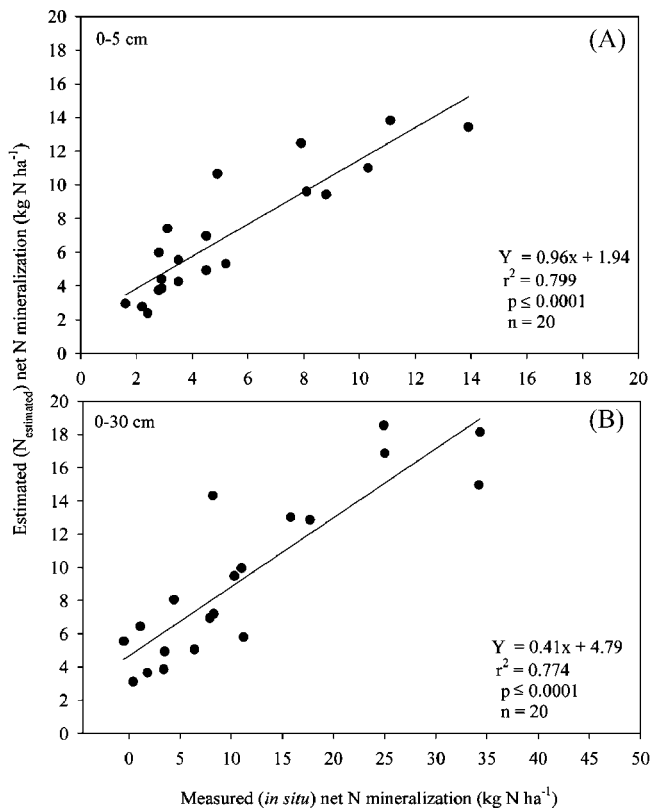 20
18
16
14
12
10
8
6
4
2
0
0-5 cm
(A)
Y = 0.96x + 1.94
r² = 0.799
p ≤ 0.0001
n = 20
0 2 4 6 8 10 12 14 16 18 20
Estimated (Nestimated) net N mineralization (kg N ha⁻¹)
20
18
16
14
12
10
8
6
4
2
0
0-30 cm
(B)
Y = 0.41x + 4.79
r² = 0.774
p ≤ 0.0001
n = 20
0 5 10 15 20 25 30 35 40 45 50
Measured (in situ) net N mineralization (kg N ha⁻¹)